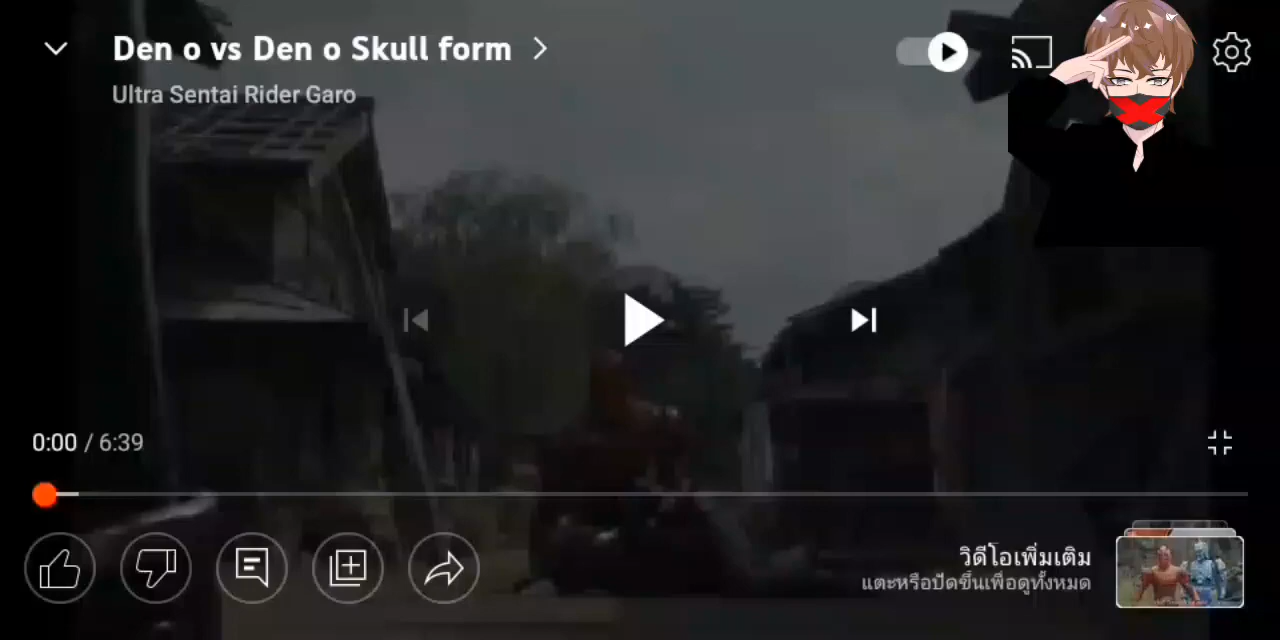 Den o vs Den o Skull form
Ultra Sentai Rider Garo
0:00 / 6:39
วิดีโอเพิ่มเติม
แตะหรือปัดขึ้นเพื่อดูทั้งหมด